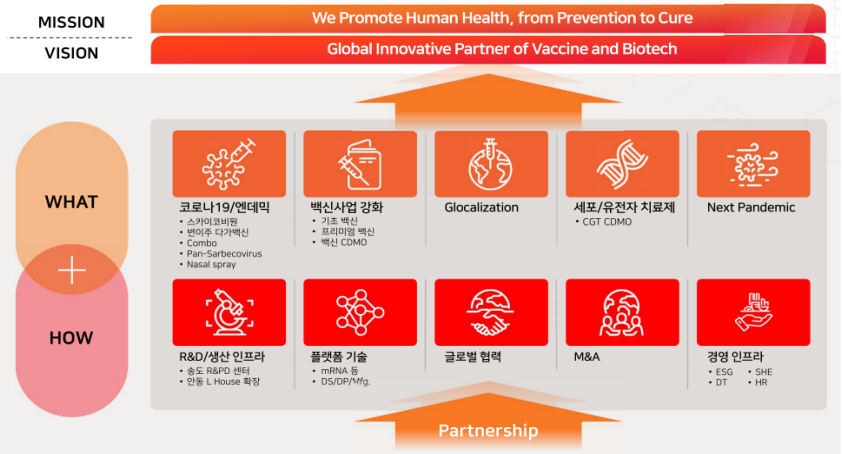 MISSION
We Promote Human Health, from Prevention to Cure
VISION
Global Innovative Partner of Vaccine and Biotech
WHAT
코로나19/엔데믹
• 스카이코비원
• 변이주 다가백신
• Combo
• Pan-Sarbecovirus
• Nasal spray
백신사업 강화
• 기초 백신
• 프리미엄 백신
• 백신 CDMO
Glocalization
세포/유전자 치료제
• CGT CDMO
Next Pandemic
HOW
R&D/생산 인프라
• 송도 R&PD 센터
• 안동 L House 확장
플랫폼 기술
• mRNA 등
• DS/DP/Mfg.
글로벌 협력
M&A
경영 인프라
• ESG • SHE
• DT • HR
Partnership